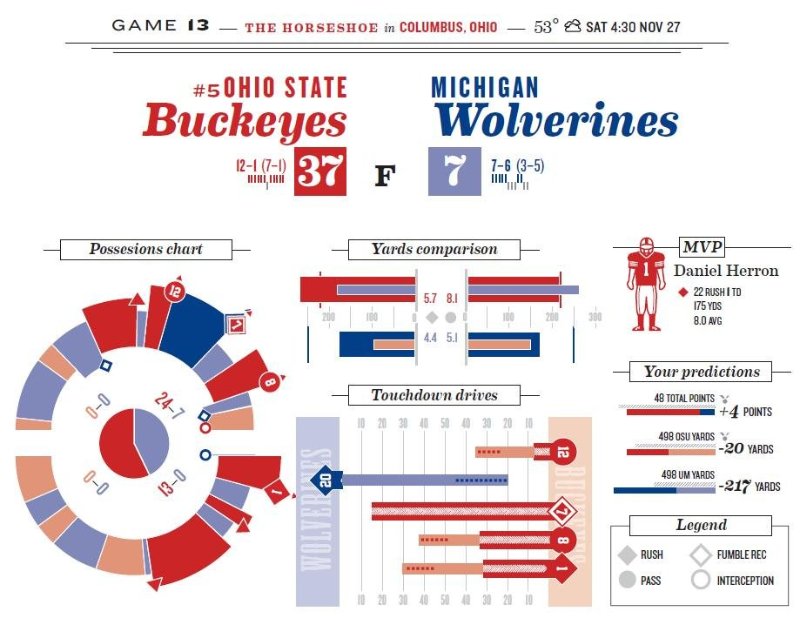 GAME 13 — THE HORSESHOE in COLUMBUS, OHIO — 53° SAT 4:30 NOV 27
#5 OHIO STATE
Buckeyes
12-1 (7-1)
37
F
MICHIGAN
Wolverines
7
7-6 (3-5)
Possesions chart
12
7
8
1
0-0
24-7
0-0
13-0
Yards comparison
5.7 8.1
200 100 0 0 100 200 300
4.4 5.1
Touchdown drives
10 20 30 40 50 40 30 20 10
WOLVERINES
BUCKEYES
12
20
7
8
1
10 20 30 40 50 40 30 20 10
MVP
Daniel Herron
1
22 RUSH 1 TD
175 YDS
8.0 AVG
Your predictions
48 TOTAL POINTS
+4 POINTS
498 OSU YARDS
-20 YARDS
498 UM YARDS
-217 YARDS
Legend
RUSH
FUMBLE REC
PASS
INTERCEPTION